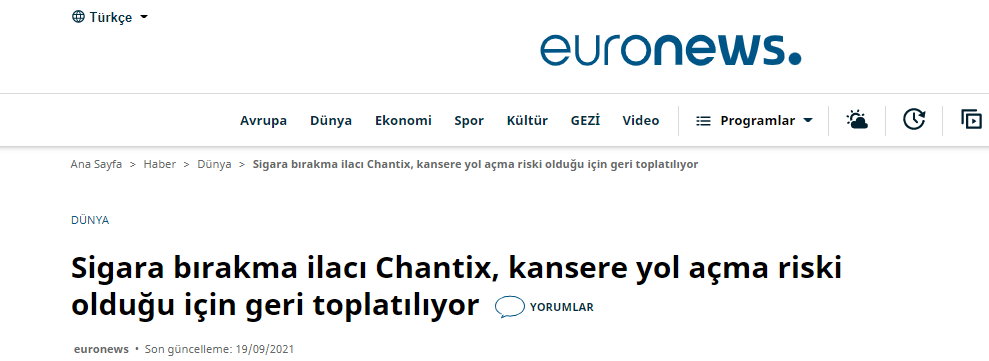 Türkçe
euronews.
Avrupa Dünya Ekonomi Spor Kültür GEZİ Video Programlar
Ana Sayfa > Haber > Dünya > Sigara bırakma ilacı Chantix, kansere yol açma riski olduğu için geri toplatılıyor
DÜNYA
Sigara bırakma ilacı Chantix, kansere yol açma riski
olduğu için geri toplatılıyor YORUMLAR
euronews • Son güncelleme: 19/09/2021